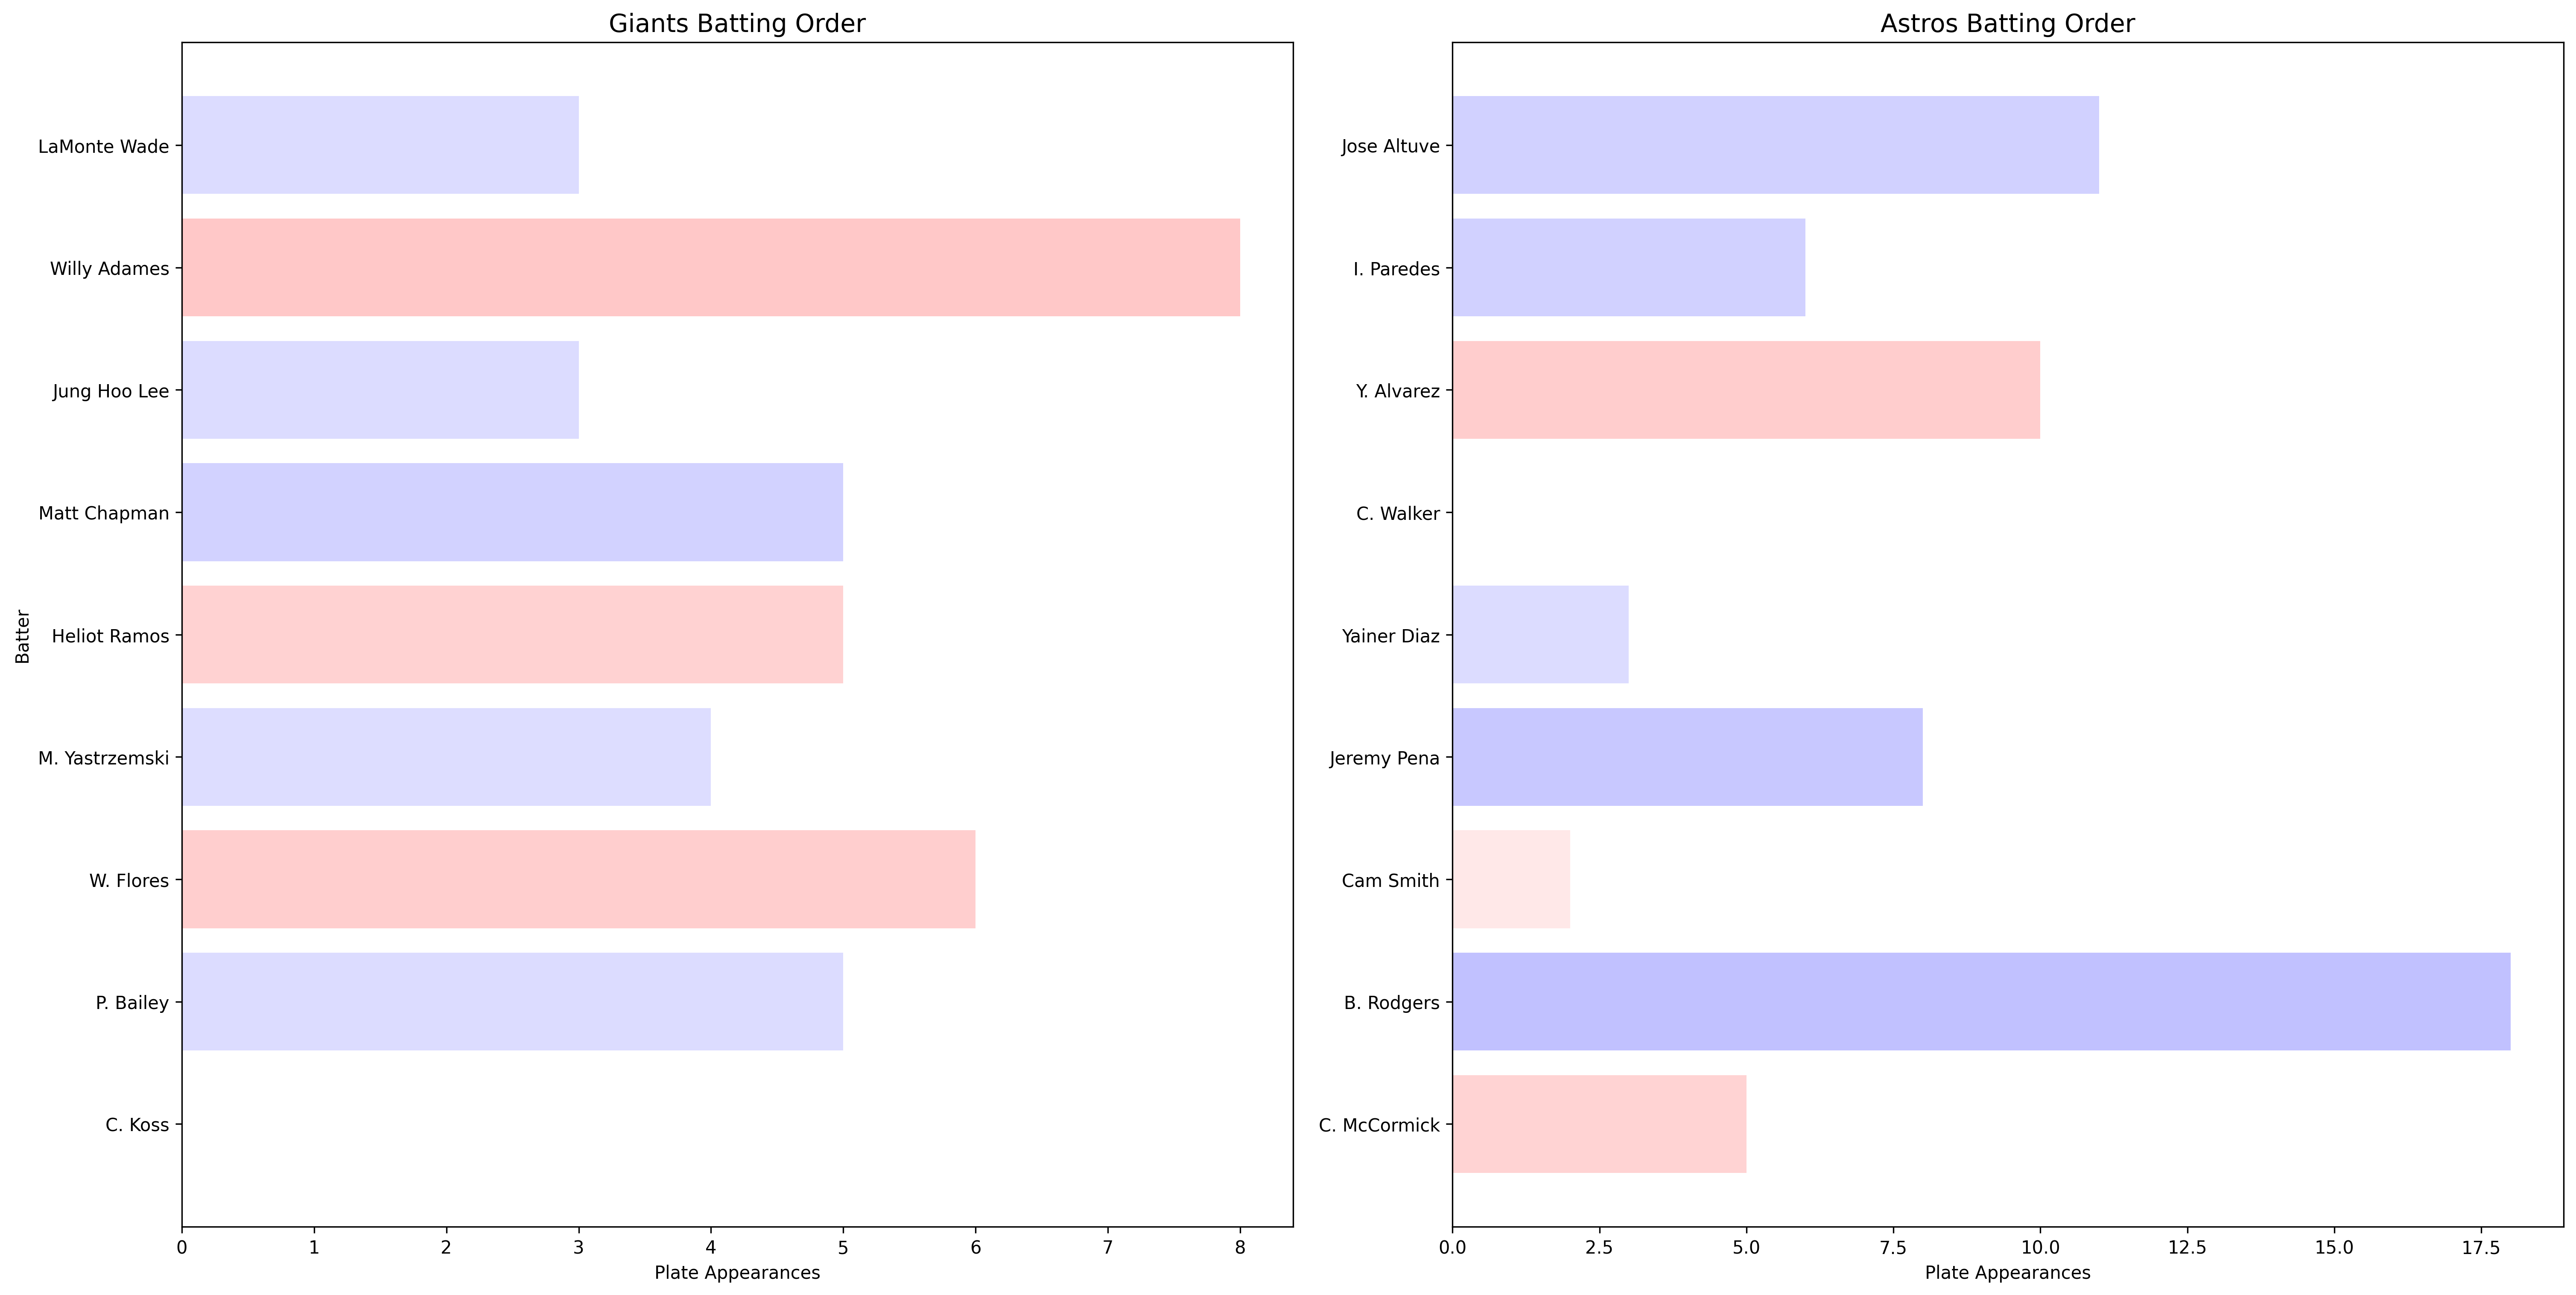 Giants Batting Order
Batter
LaMonte Wade
Willy Adames
Jung Hoo Lee
Matt Chapman
Heliot Ramos
M. Yastrzemski
W. Flores
P. Bailey
C. Koss
0 1 2 3 4 5 6 7 8
Plate Appearances
Astros Batting Order
Jose Altuve
I. Paredes
Y. Alvarez
C. Walker
Yainer Diaz
Jeremy Pena
Cam Smith
B. Rodgers
C. McCormick
0.0 2.5 5.0 7.5 10.0 12.5 15.0 17.5
Plate Appearances